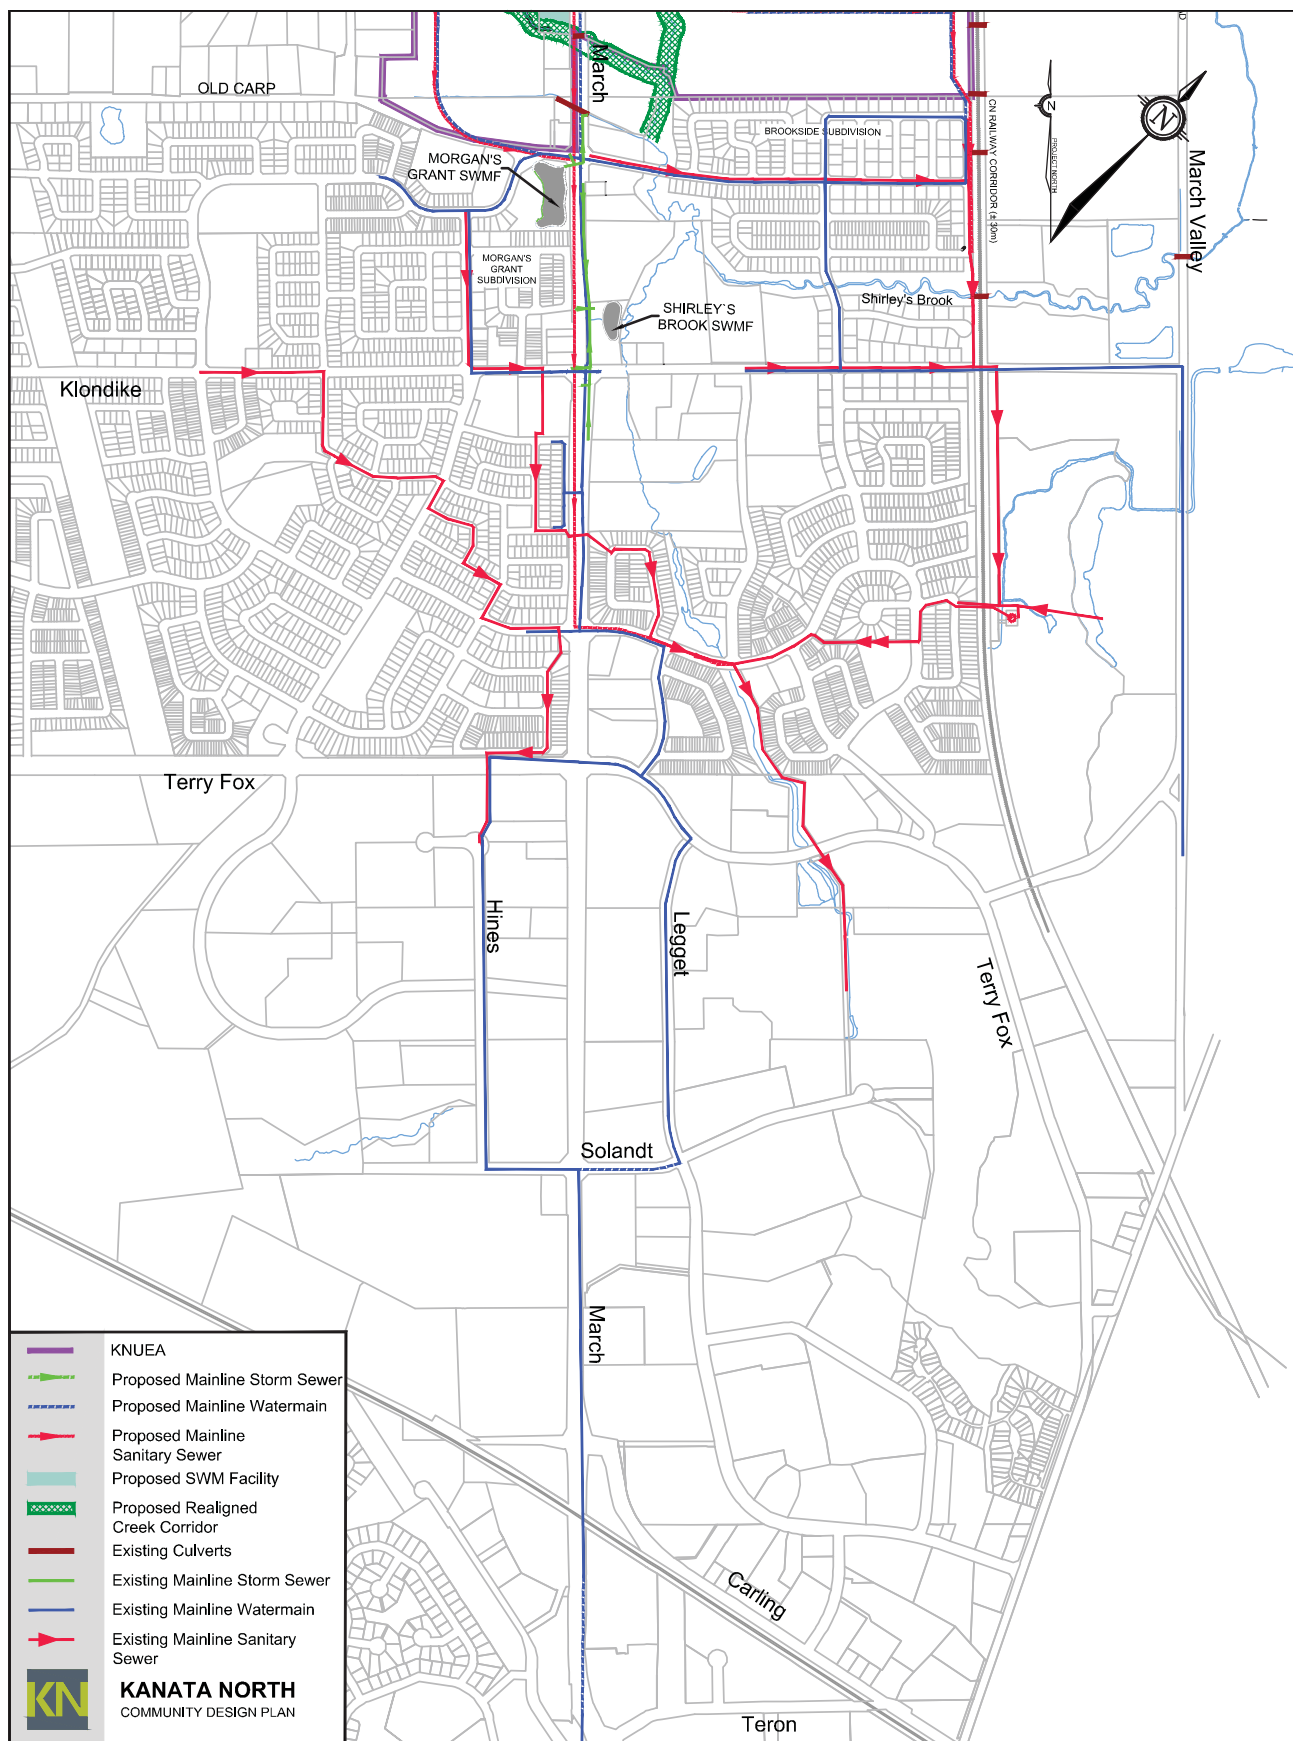 OLD CARP
March
D
CN RAILWAY CORRIDOR (± 30m)
N
PROJECT NORTH
N
March Valley
BROOKSIDE SUBDIVISION
MORGAN'S
GRANT SWMF
MORGAN'S
GRANT
SUBDIVISION
SHIRLEY`S
BROOK SWMF
Shirley's Brook
Klondike
Terry Fox
Hines
Legget
Terry Fox
Solandt
March
Carling
Teron
KNUEA
Proposed Mainline Storm Sewer
Proposed Mainline Watermain
Proposed Mainline
Sanitary Sewer
Proposed SWM Facility
Proposed Realigned
Creek Corridor
Existing Culverts
Existing Mainline Storm Sewer
Existing Mainline Watermain
Existing Mainline Sanitary
Sewer
KN
KANATA NORTH
COMMUNITY DESIGN PLAN